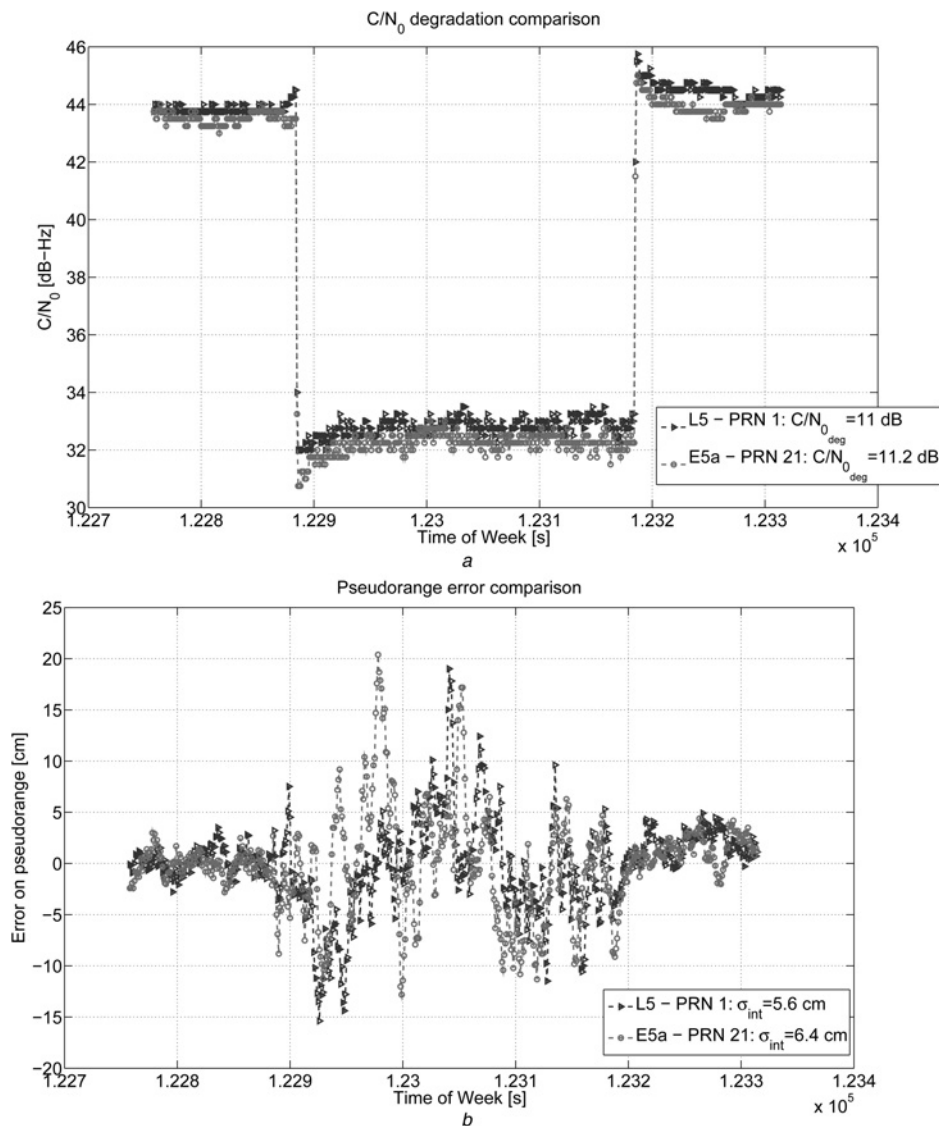 C/N0 degradation comparison
46
44
42
40
38
36
34
33
32
30
C/N0 [dB-Hz]
L5 − PRN 1: C/N0deg=11 dB
E5a − PRN 21: C/N0deg=11.2 dB
1.227 1.228 1.229 1.23 1.231 1.232 1.233 1.234
Time of Week [s]
x 10^5
a
Pseudorange error comparison
25
20
15
10
5
0
−5
−10
−15
−20
Error on pseudorange [cm]
L5 − PRN 1: σint=5.6 cm
E5a − PRN 21: σint=6.4 cm
1.227 1.228 1.229 1.23 1.231 1.232 1.233 1.234
Time of Week [s]
x 10^5
b